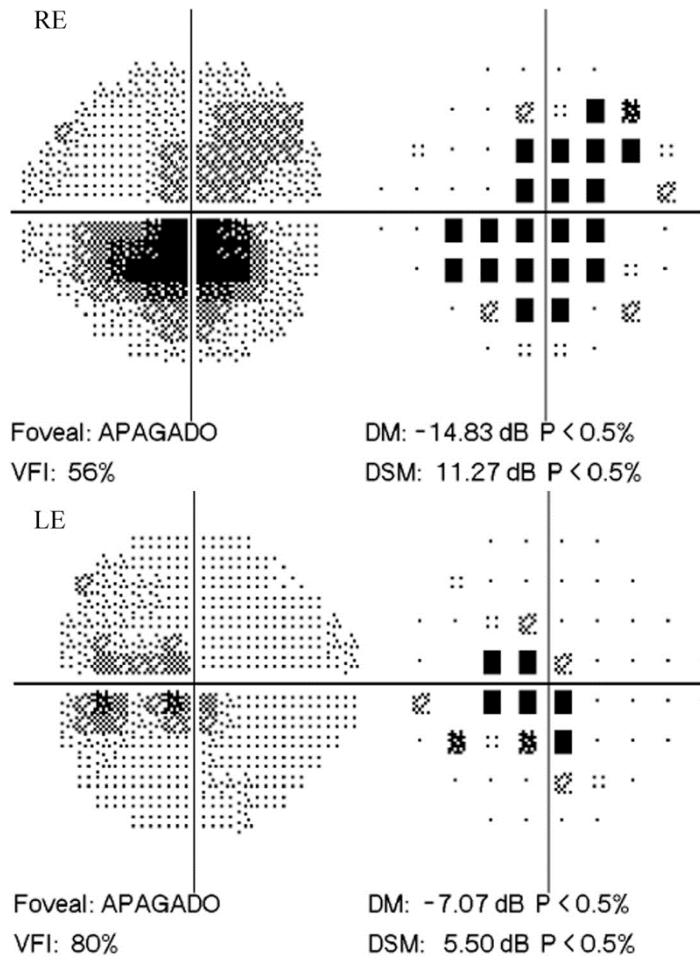 RE
Foveal: APAGADO DM: -14.83 dB P < 0.5%
VFI: 56% DSM: 11.27 dB P < 0.5%
LE
Foveal: APAGADO DM: -7.07 dB P < 0.5%
VFI: 80% DSM: 5.50 dB P < 0.5%